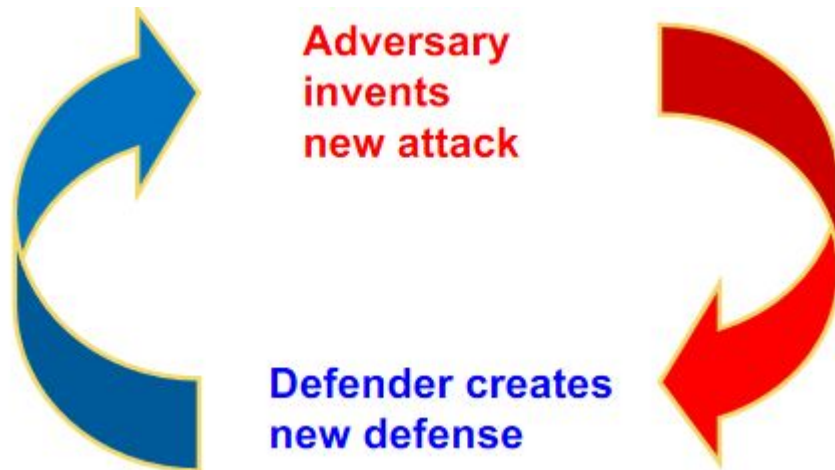 Adversary
invents
new attack
Defender creates
new defense